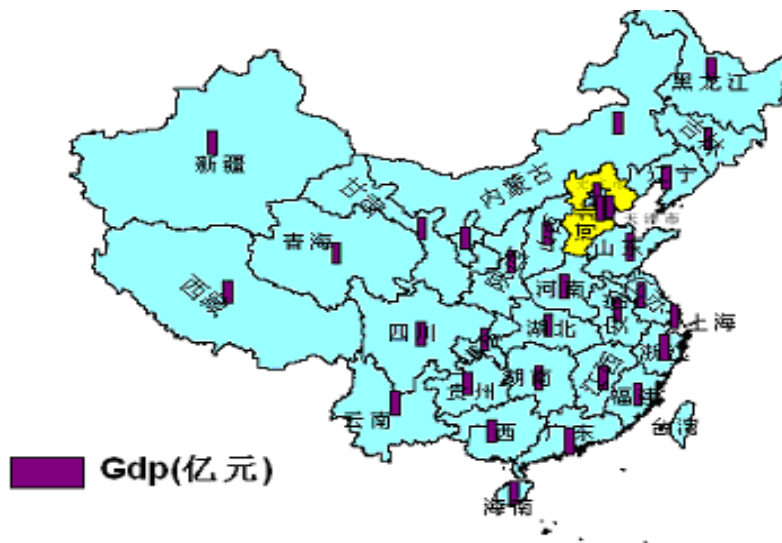 黑龙江
吉林
新疆
内蒙古
甘肃
辽宁
天津市
青海
山东
西藏
河南
上海
四川
湖北
贵州
湖南
江西
福建
云南
广西
广东
台湾
Gdp(亿元)
海南